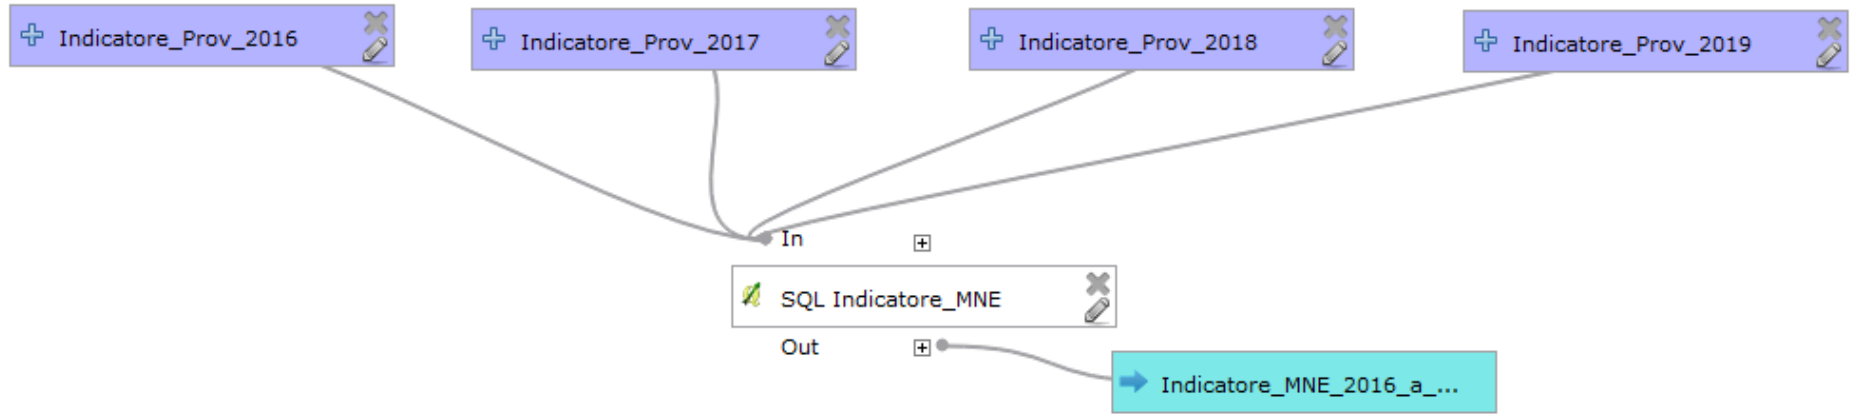 Indicatore_Prov_2016
Indicatore_Prov_2017
Indicatore_Prov_2018
Indicatore_Prov_2019
In
SQL Indicatore_MNE
Out
Indicatore_MNE_2016_a_...